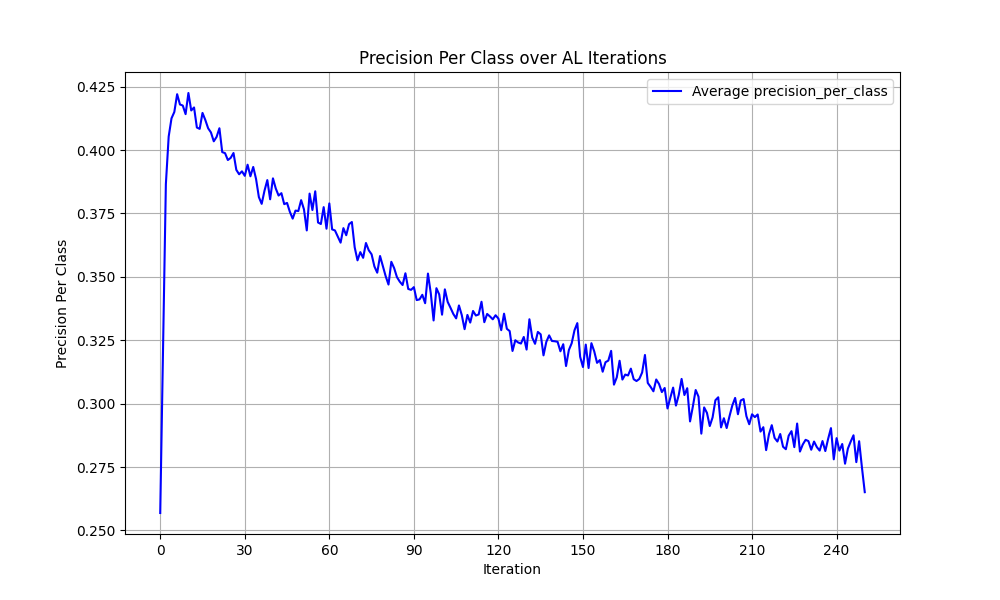 Precision Per Class over AL Iterations
Average precision_per_class
Precision Per Class
0.425
0.400
0.375
0.350
0.325
0.300
0.275
0.250
0 30 60 90 120 150 180 210 240
Iteration